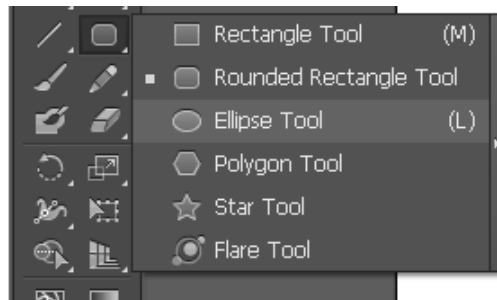 Rectangle Tool (M)
Rounded Rectangle Tool
Ellipse Tool (L)
Polygon Tool
Star Tool
Flare Tool